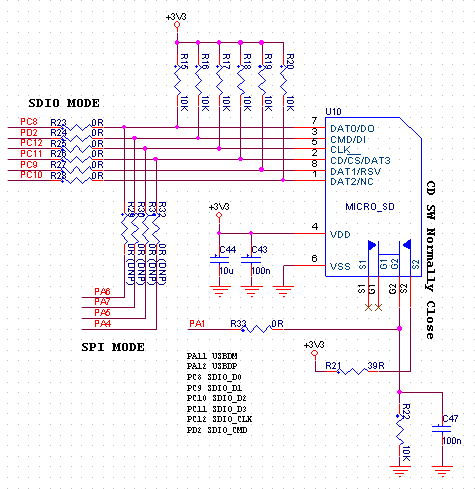 +3V3
R15 R16 R17 R18 R19 R20
10K 10K 10K 10K 10K 10K
SDIO MODE
U10
PC8 R23 0R 7 DAT0/DO
PD2 R24 0R 3 CMD/DI
PC12 R25 0R 5 CLK
PC11 R26 0R 2 CD/CS/DAT3
PC9 R27 0R 8 DAT1/RSV
PC10 R28 0R 1 DAT2/NC
MICRO_SD
CD SW Normally Close
R29 R30 R31 R32
0R(DNP) 0R(DNP) 0R(DNP) 0R(DNP)
+3V3
4 VDD
C44 C43
10u 100n
6 VSS
S1 G1 G2 S2
S1 G1 G2 S2
PA6
PA7
PA5
PA4
SPI MODE
PA1 R33 0R
+3V3
R21 39R
PA11 USBDM
PA12 USBDP
PC8 SDIO_D0
PC9 SDIO_D1
PC10 SDIO_D2
PC11 SDIO_D3
PC12 SDIO_CLK
PD2 SDIO_CMD
R22 C47
10K 100n